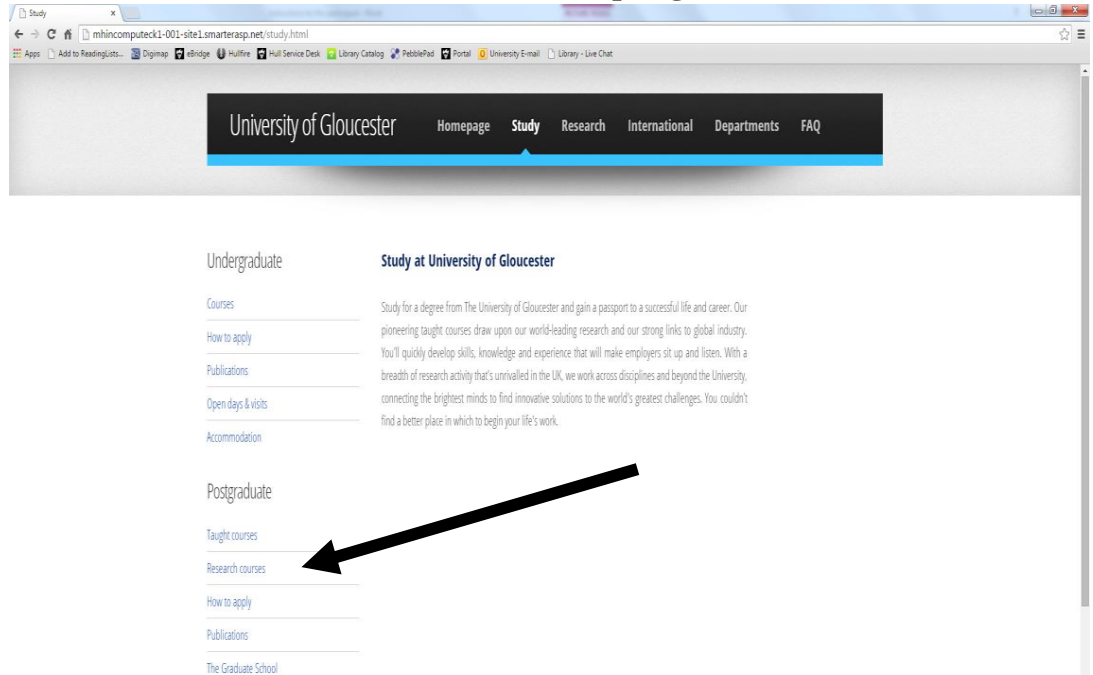 Study
mhincomputeck1-001-site1.smarterasp.net/study.html
Apps Add to ReadingLists... Digimap eBridge Hullfire Hull Service Desk Library Catalog PebblePad Portal University E-mail Library - Live Chat
University of Gloucester Homepage Study Research International Departments FAQ
Undergraduate
Courses
How to apply
Publications
Open days & visits
Accommodation
Postgraduate
Taught courses
Research courses
How to apply
Publications
The Graduate School
Study at University of Gloucester
Study for a degree from The University of Gloucester and gain a passport to a successful life and career. Our
pioneering taught courses draw upon our world-leading research and our strong links to global industry.
You'll quickly develop skills, knowledge and experience that will make employers sit up and listen. With a
breadth of research activity that's unrivalled in the UK, we work across disciplines and beyond the University,
connecting the brightest minds to find innovative solutions to the world's greatest challenges. You couldn't
find a better place in which to begin your life's work.